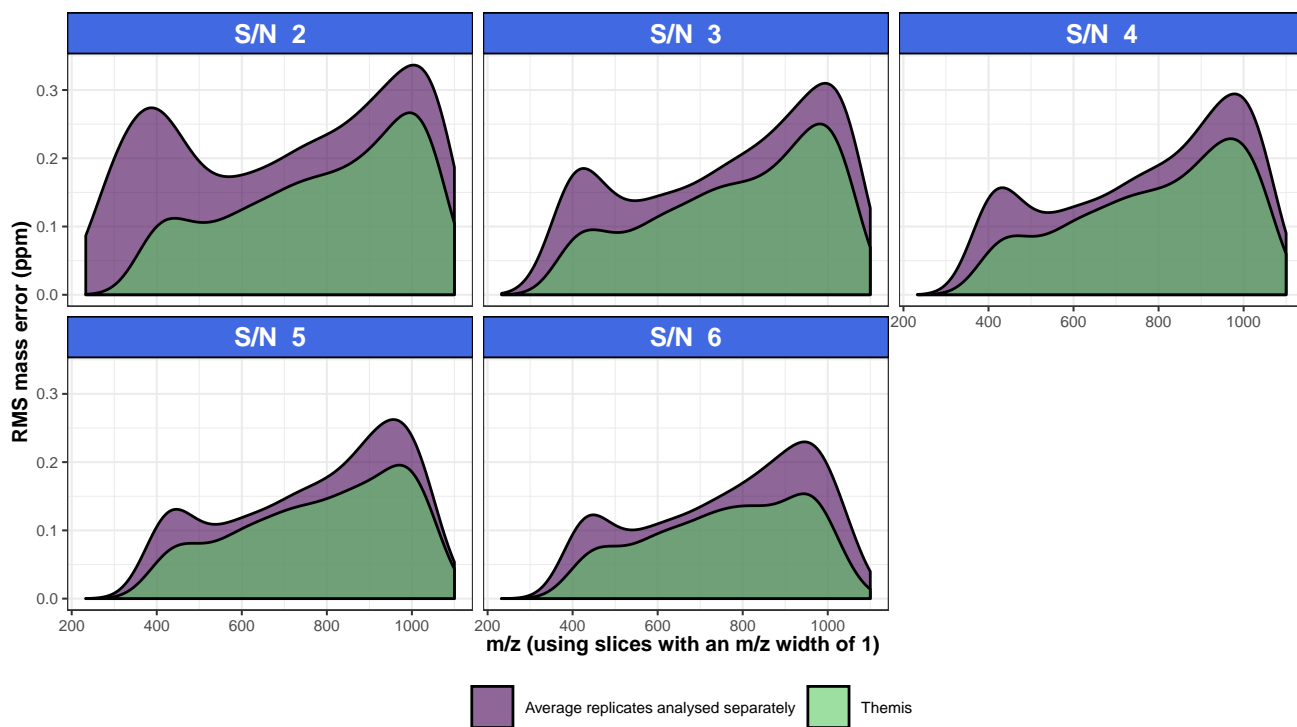 S/N 2
S/N 3
S/N 4
0.3
0.2
0.1
0.0
200 400 600 800 1000
S/N 5
S/N 6
0.3
0.2
0.1
0.0
200 400 600 800 1000
200 400 600 800 1000
RMS mass error (ppm)
m/z (using slices with an m/z width of 1)
Average replicates analysed separately
Themis